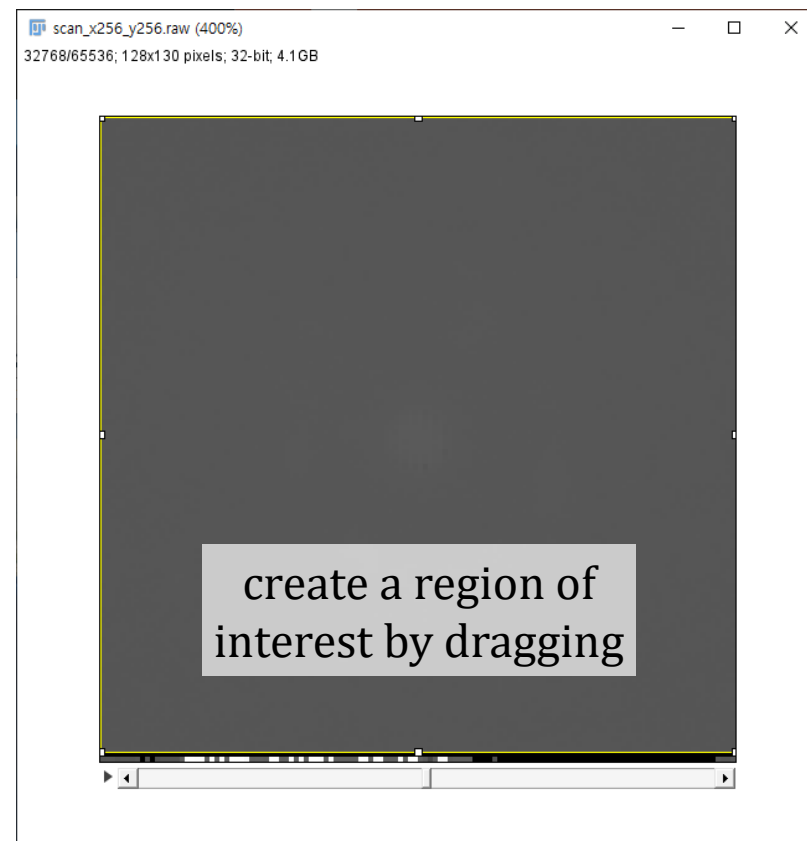 scan_x256_y256.raw (400%)
32768/65536; 128x130 pixels; 32-bit; 4.1GB
create a region of
interest by dragging